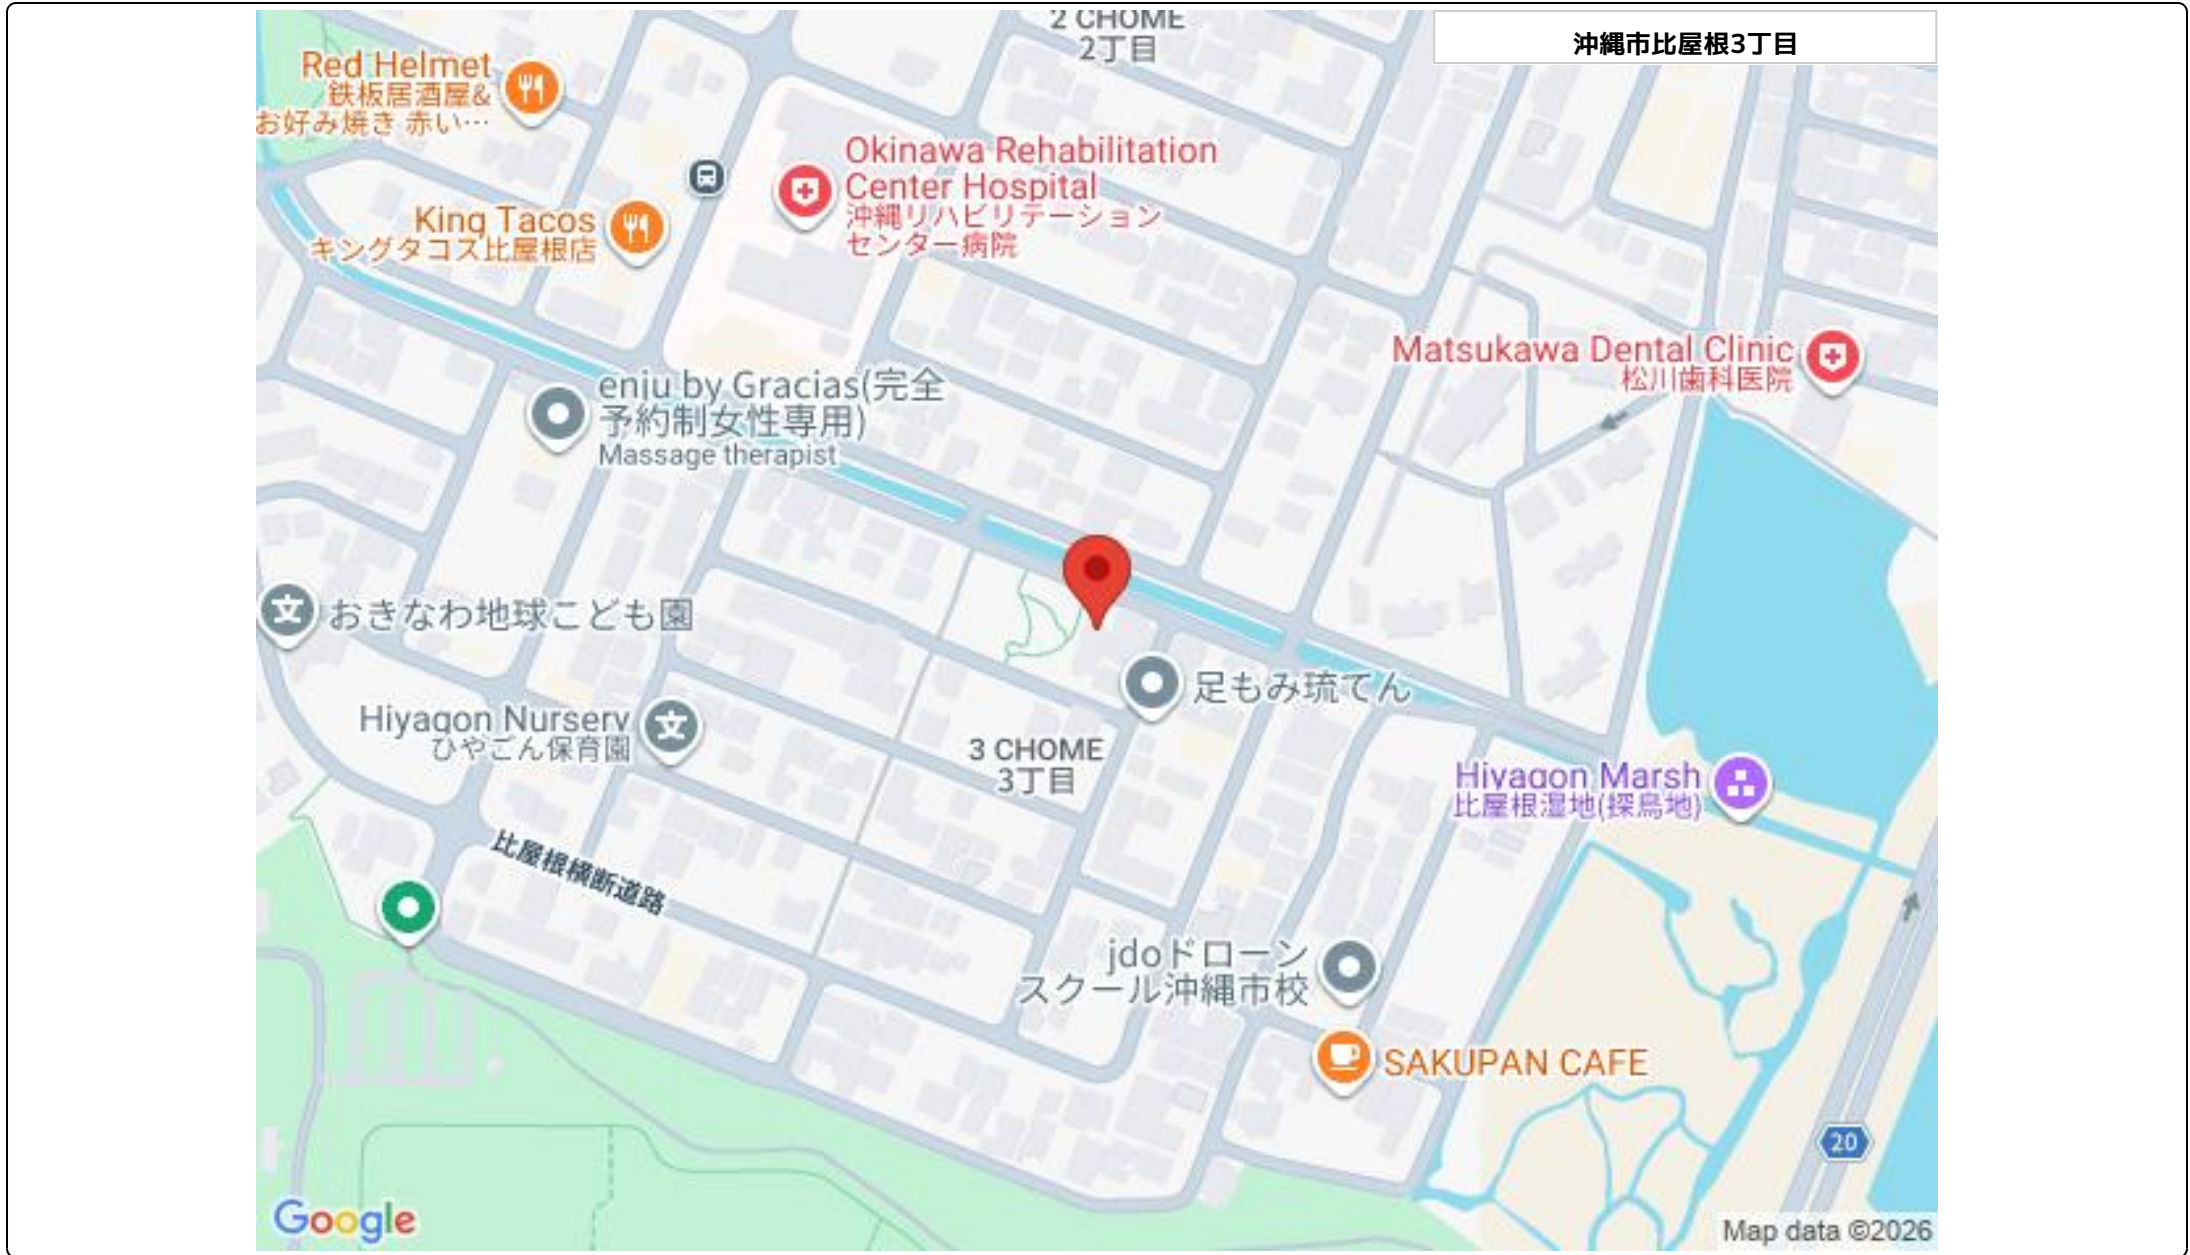 2 CHOME
2丁目
沖縄市比屋根3丁目
Red Helmet
鉄板居酒屋&
お好み焼き 赤い…
Okinawa Rehabilitation
Center Hospital
沖縄リハビリテーション
センター病院
King Tacos
キングタコス比屋根店
Matsukawa Dental Clinic
松川歯科医院
enju by Gracias(完全
予約制女性専用)
Massage therapist
おきなわ地球こども園
足もみ琉てん
Hiyagon Nursery
ひやごん保育園
3 CHOME
3丁目
Hiyagon Marsh
比屋根湿地(探鳥地)
比屋根横断道路
jdoドローン
スクール沖縄市校
SAKUPAN CAFE
20
Google
Map data ©2026